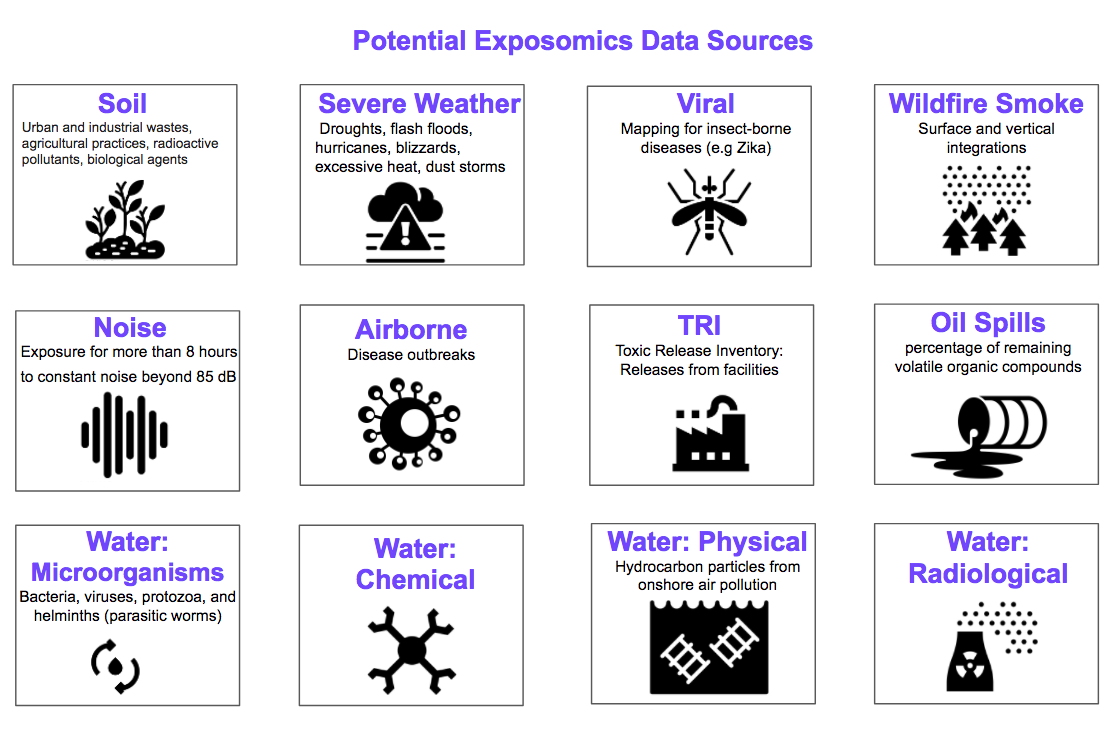 Potential Exposomics Data Sources
Soil
Urban and industrial wastes,
agricultural practices, radioactive
pollutants, biological agents
Severe Weather
Droughts, flash floods,
hurricanes, blizzards,
excessive heat, dust storms
Viral
Mapping for insect-borne
diseases (e.g Zika)
Wildfire Smoke
Surface and vertical
integrations
Noise
Exposure for more than 8 hours
to constant noise beyond 85 dB
Airborne
Disease outbreaks
TRI
Toxic Release Inventory:
Releases from facilities
Oil Spills
percentage of remaining
volatile organic compounds
Water:
Microorganisms
Bacteria, viruses, protozoa, and
helminths (parasitic worms)
Water:
Chemical
Water: Physical
Hydrocarbon particles from
onshore air pollution
Water:
Radiological